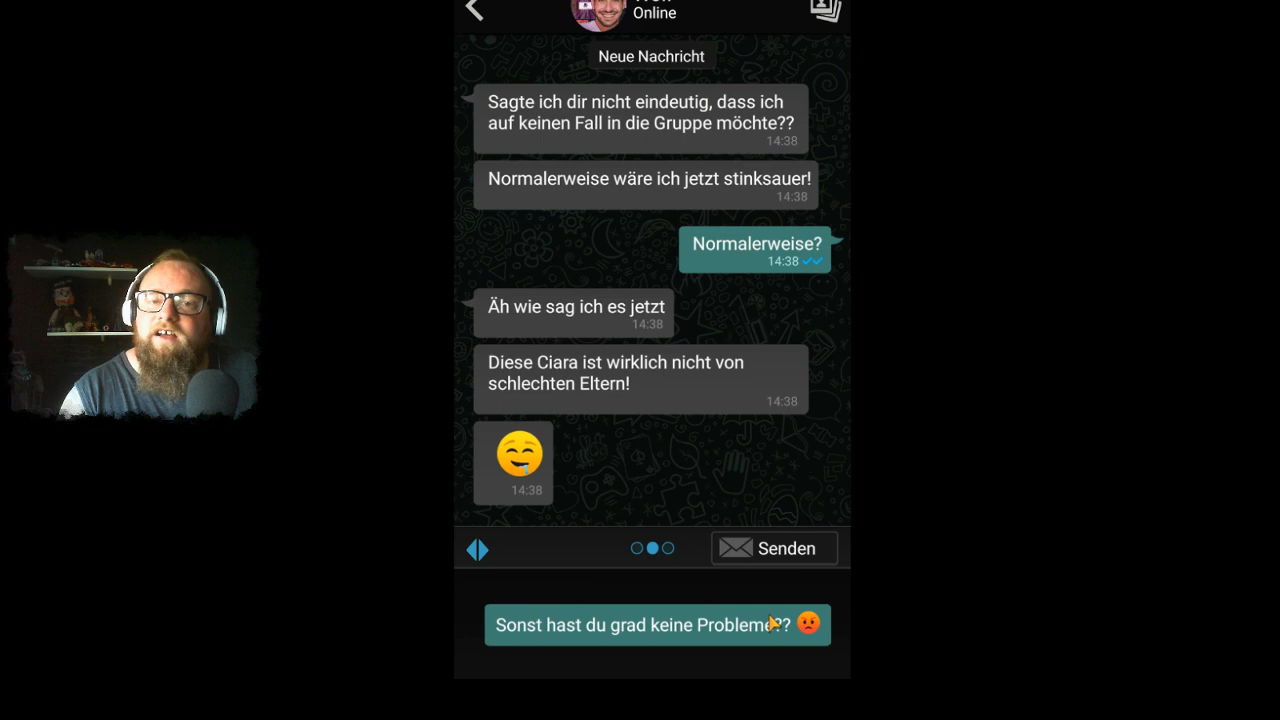 Online
Neue Nachricht
Sagte ich dir nicht eindeutig, dass ich
auf keinen Fall in die Gruppe möchte??
14:38
Normalerweise wäre ich jetzt stinksauer!
14:38
Normalerweise?
14:38
Äh wie sag ich es jetzt
14:38
Diese Ciara ist wirklich nicht von
schlechten Eltern!
14:38
14:38
Senden
Sonst hast du grad keine Probleme??